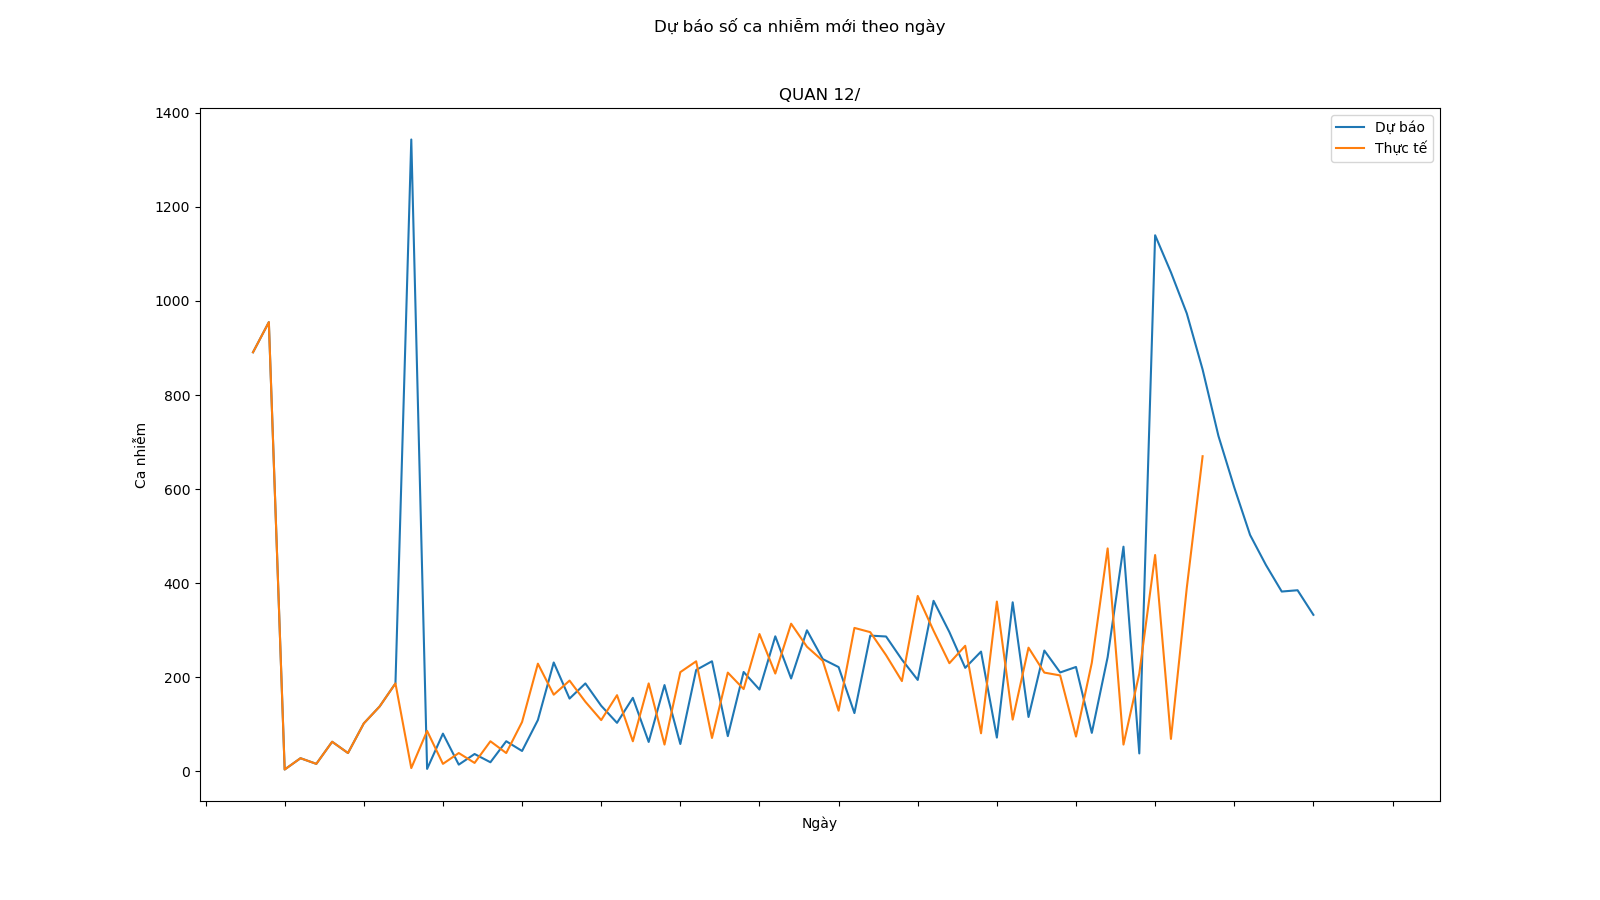 Dự báo số ca nhiễm mới theo ngày
QUAN 12/
1400
1200
1000
800
600
400
200
0
Ca nhiễm
Ngày
Dự báo
Thực tế